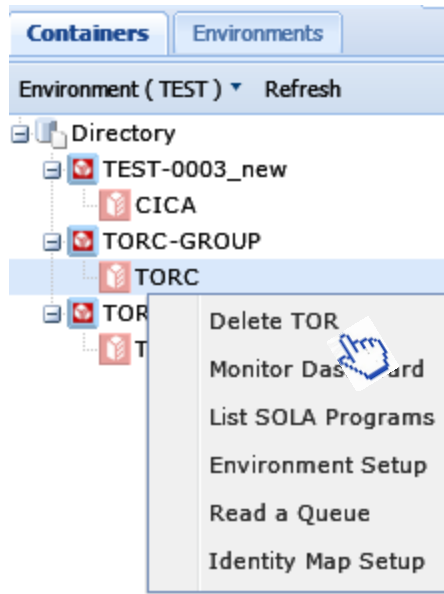 Containers
Environments
Environment ( TEST )
Refresh
Directory
TEST-0003_new
CICA
TORC-GROUP
TORC
TOR
T
Delete TOR
Monitor
List SOLA Programs
Environment Setup
Read a Queue
Identity Map Setup